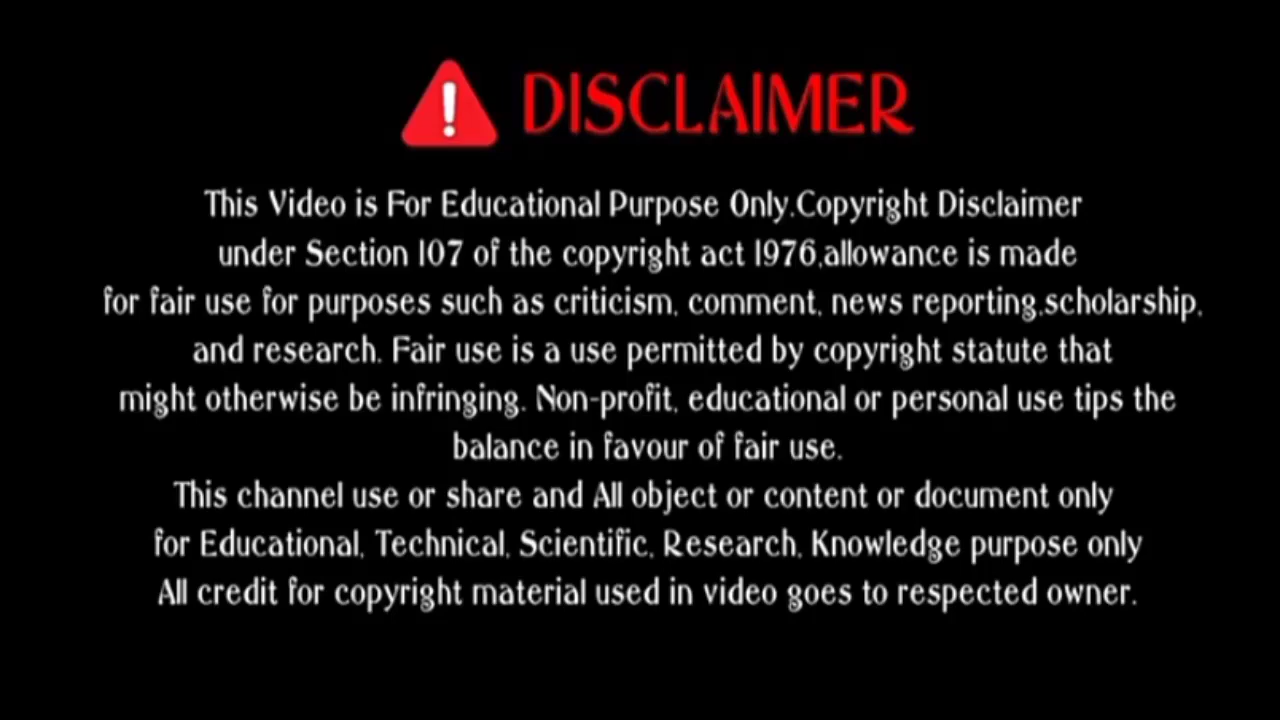 DISCLAIMER
This Video is For Educational Purpose Only.Copyright Disclaimer
under Section 107 of the copyright act 1976,allowance is made
for fair use for purposes such as criticism, comment, news reporting,scholarship,
and research. Fair use is a use permitted by copyright statute that
might otherwise be infringing. Non-profit, educational or personal use tips the
balance in favour of fair use.
This channel use or share and All object or content or document only
for Educational, Technical, Scientific, Research, Knowledge purpose only
All credit for copyright material used in video goes to respected owner.